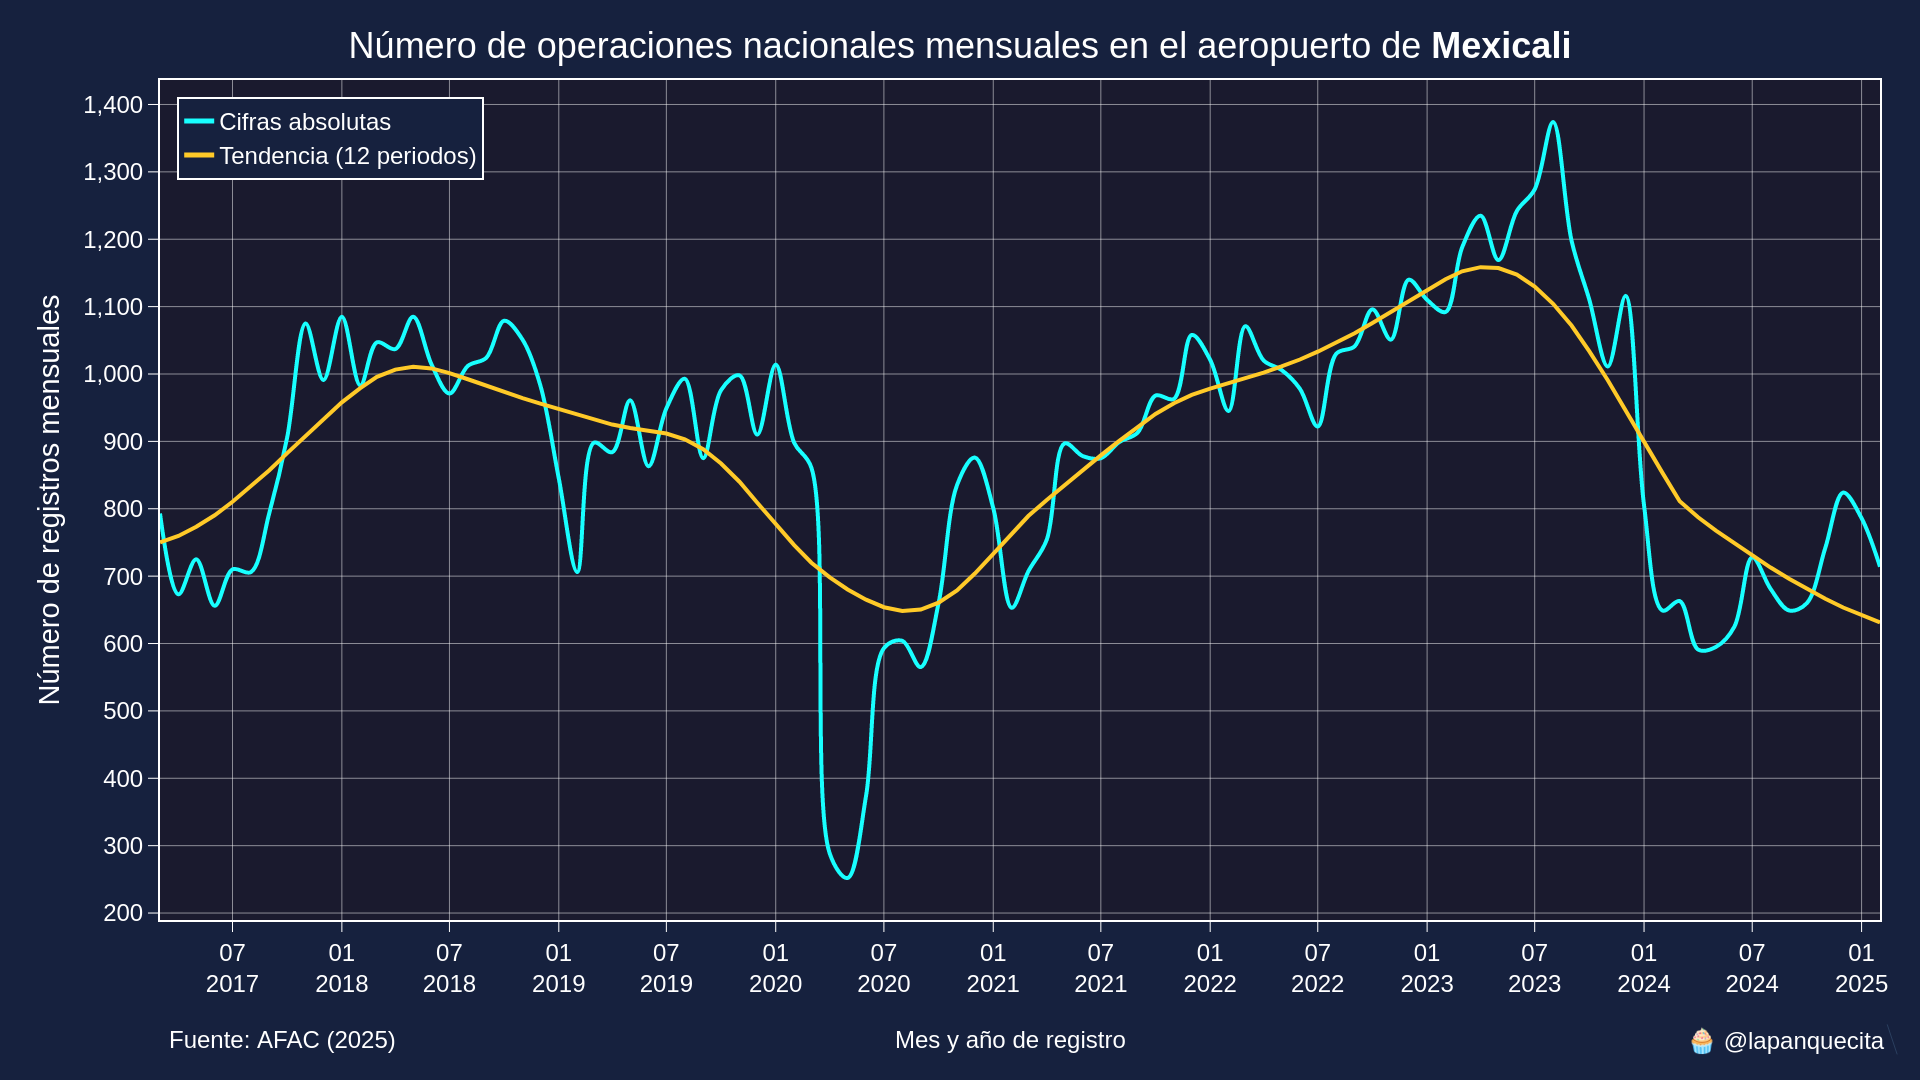 Número de operaciones nacionales mensuales en el aeropuerto de Mexicali
Cifras absolutas
Tendencia (12 periodos)
Número de registros mensuales
1,400
1,300
1,200
1,100
1,000
900
800
700
600
500
400
300
200
07 01 07 01 07 01 07 01 07 01 07 01 07 01 07 01
2017 2018 2018 2019 2019 2020 2020 2021 2021 2022 2022 2023 2023 2024 2024 2025
Fuente: AFAC (2025)
Mes y año de registro
🧁 @lapanquecita